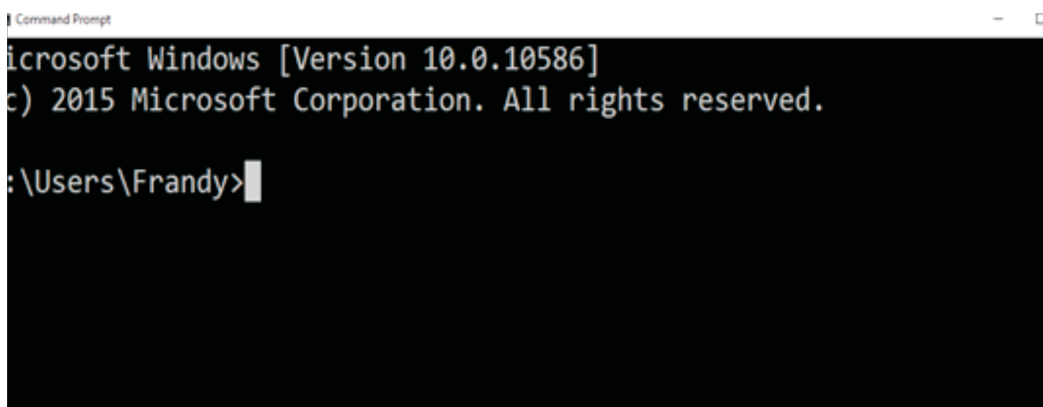 Command Prompt
icrosoft Windows [Version 10.0.10586]
c) 2015 Microsoft Corporation. All rights reserved.
:\Users\Frandy>